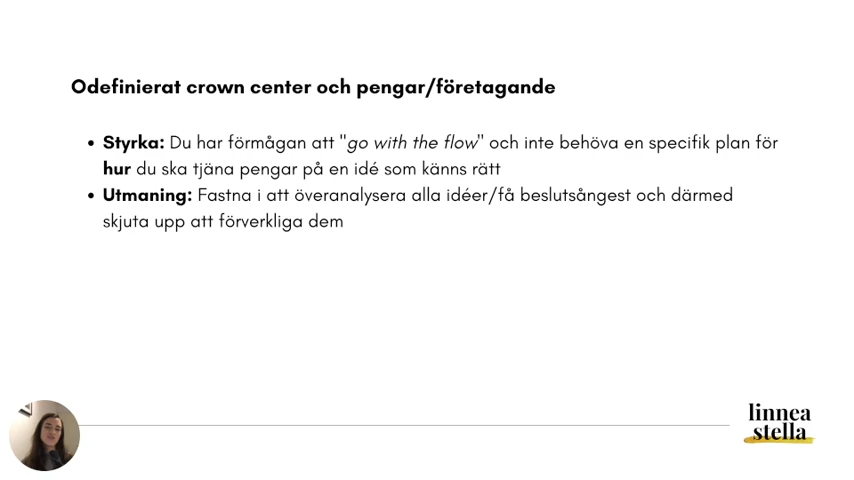 Odefinierat crown center och pengar/företagande
• Styrka: Du har förmågan att "go with the flow" och inte behöva en specifik plan för
hur du ska tjäna pengar på en idé som känns rätt
• Utmaning: Fastna i att överanalysera alla idéer/få beslutsångest och därmed
skjuta upp att förverkliga dem
linnea
stella